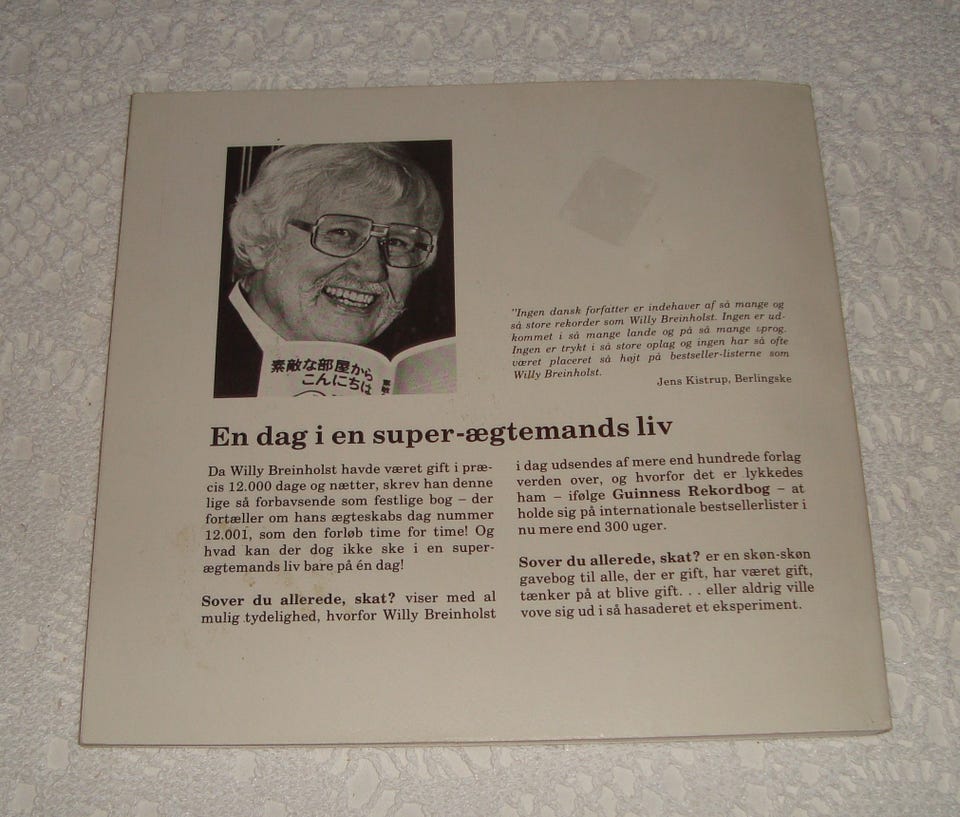 素敵な部屋から
こんにちは
"Ingen dansk forfatter er indehaver af så mange og
så store rekorder som Willy Breinholst. Ingen er ud-
kommet i så mange lande og på så mange sprog.
Ingen er trykt i så store oplag og ingen har så ofte
været placeret så højt på bestseller-listerne som
Willy Breinholst.
Jens Kistrup, Berlingske
En dag i en super-ægtemands liv
Da Willy Breinholst havde været gift i præ-
cis 12.000 dage og nætter, skrev han denne
lige så forbavsende som festlige bog – der
fortæller om hans ægteskabs dag nummer
12.001, som den forløb time for time! Og
hvad kan der dog ikke ske i en super-
ægtemands liv bare på én dag!
Sover du allerede, skat? viser med al
mulig tydelighed, hvorfor Willy Breinholst
i dag udsendes af mere end hundrede forlag
verden over, og hvorfor det er lykkedes
ham – ifølge Guinness Rekordbog – at
holde sig på internationale bestsellerlister i
nu mere end 300 uger.
Sover du allerede, skat? er en skøn-skøn
gavebog til alle, der er gift, har været gift,
tænker på at blive gift. . . eller aldrig ville
vove sig ud i så hasaderet et eksperiment.